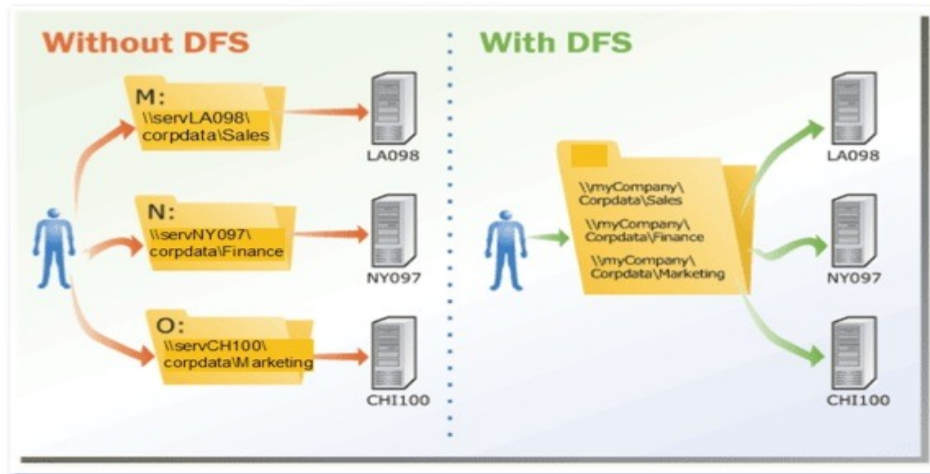 Without DFS
M:
\\servLA098\
corpdata\Sales
LA098
N:
\\servNY097\
corpdata\Finance
NY097
O:
\\servCH100\
corpdata\Marketing
CHI100
With DFS
\\myCompany\
Corpdata\Sales
\\myCompany\
Corpdata\Finance
\\myCompany\
Corpdata\Marketing
LA098
NY097
CHI100